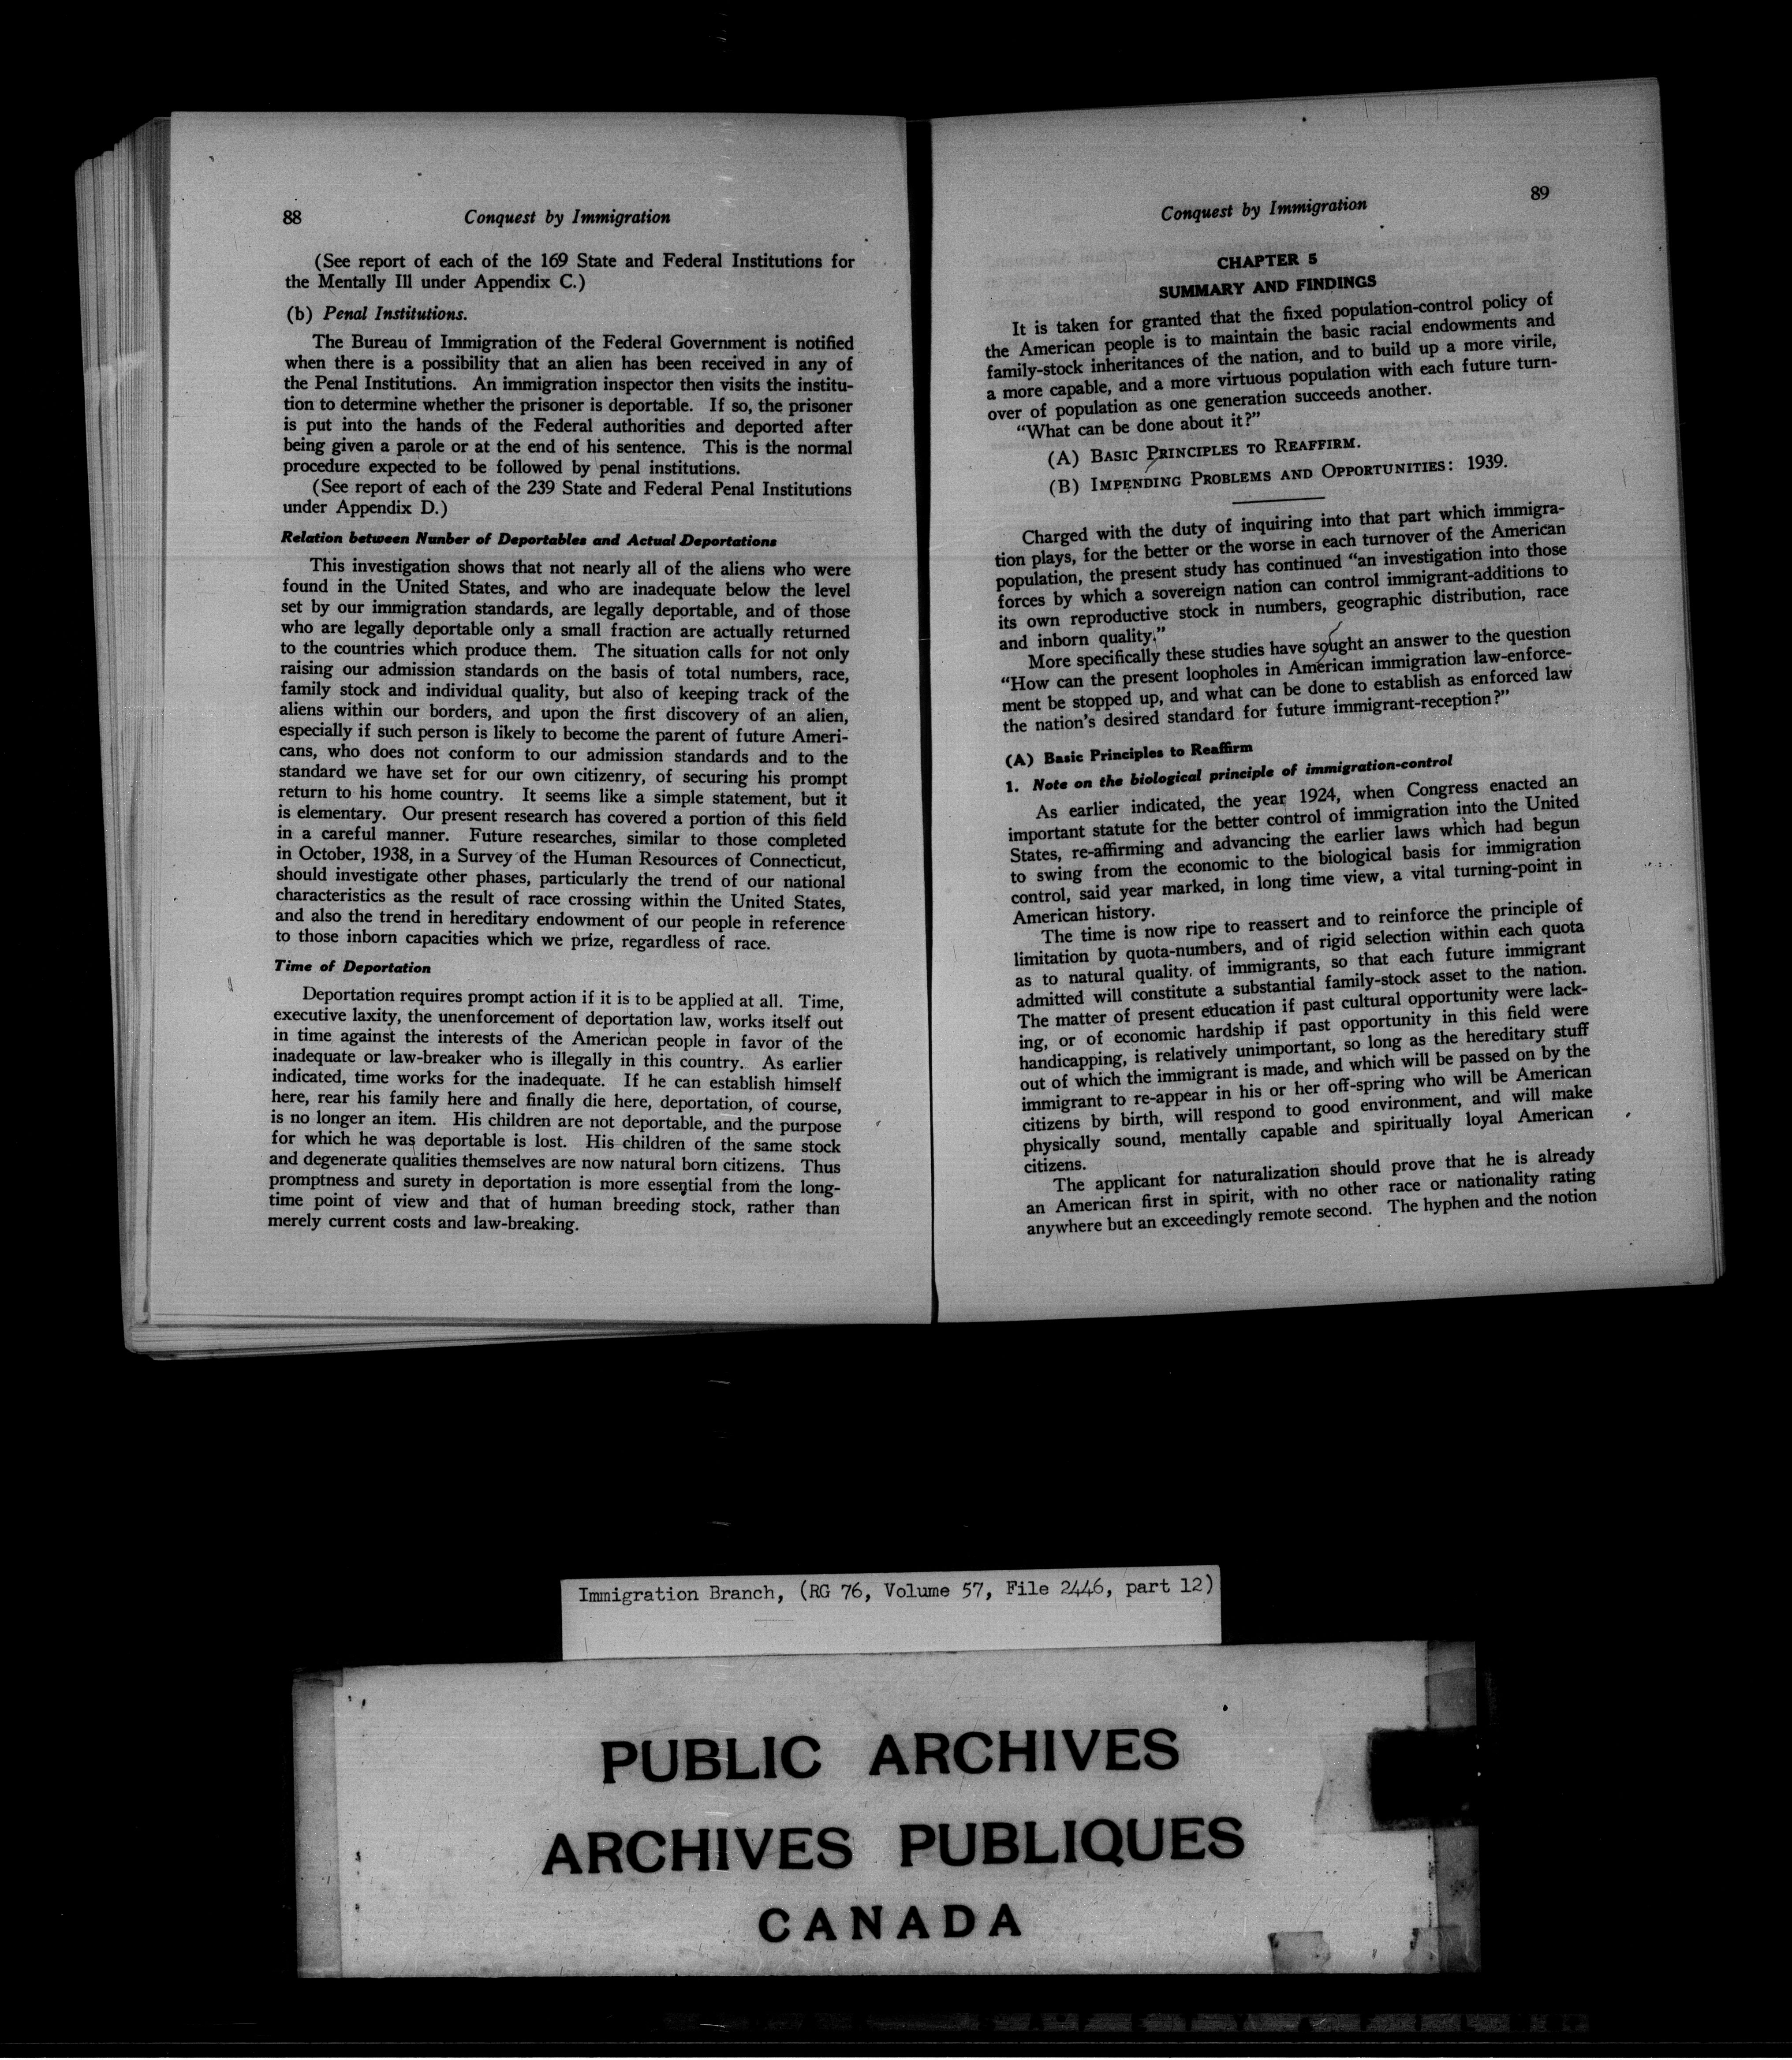 88
Conquest by Immigration
(See report of each of the 169 State and Federal Institutions for
the Mentally Ill under Appendix C.)
(b) Penal Institutions.
The Bureau of Immigration of the Federal Government is notified
when there is a possibility that an alien has been received in any of
the Penal Institutions. An immigration inspector then visits the institu-
tion to determine whether the prisoner is deportable. If so, the prisoner
is put into the hands of the Federal authorities and deported after
being given a parole or at the end of his sentence. This is the normal
procedure expected to be followed by penal institutions.
(See report of each of the 239 State and Federal Penal Institutions
under Appendix D.)
Relation between Nunber of Deportables and Actual Deportations
This investigation shows that not nearly all of the aliens who were
found in the United States, and who are inadequate below the level
set by our immigration standards, are legally deportable, and of those
who are legally deportable only a small fraction are actually returned
to the countries which produce them. The situation calls for not only
raising our admission standards on the basis of total numbers, race,
family stock and individual quality, but also of keeping track of the
aliens within our borders, and upon the first discovery of an alien,
especially if such person is likely to become the parent of future Ameri-
cans, who does not conform to our admission standards and to the
standard we have set for our own citizenry, of securing his prompt
return to his home country. It seems like a simple statement, but it
is elementary. Our present research has covered a portion of this field
in a careful manner. Future researches, similar to those completed
in October, 1938, in a Survey of the Human Resources of Connecticut,
should investigate other phases, particularly the trend of our national
characteristics as the result of race crossing within the United States,
and also the trend in hereditary endowment of our people in reference
to those inborn capacities which we prize, regardless of race.
Time of Deportation
Deportation requires prompt action if it is to be applied at all. Time,
executive laxity, the unenforcement of deportation law, works itself out
in time against the interests of the American people in favor of the
inadequate or law-breaker who is illegally in this country. As earlier
indicated, time works for the inadequate. If he can establish himself
here, rear his family here and finally die here, deportation, of course,
is no longer an item. His children are not deportable, and the purpose
for which he was deportable is lost. His children of the same stock
and degenerate qualities themselves are now natural born citizens. Thus
promptness and surety in deportation is more essential from the long-
time point of view and that of human breeding stock, rather than
merely current costs and law-breaking.
Conquest by Immigration
89
CHAPTER 5
SUMMARY AND FINDINGS
It is taken for granted that the fixed population-control policy of
the American people is to maintain the basic racial endowments and
family-stock inheritances of the nation, and to build up a more virile,
a more capable, and a more virtuous population with each future turn-
over of population as one generation succeeds another.
"What can be done about it?"
(A) BASIC PRINCIPLES TO REAFFIRM.
(B) IMPENDING PROBLEMS AND OPPORTUNITIES: 1939.
Charged with the duty of inquiring into that part which immigra-
tion plays, for the better or the worse in each turnover of the American
population, the present study has continued "an investigation into those
forces by which a sovereign nation can control immigrant-additions to
its own reproductive stock in numbers, geographic distribution, race
and inborn quality."
More specifically these studies have sought an answer to the question
"How can the present loopholes in American immigration law-enforce-
ment be stopped up, and what can be done to establish as enforced law
the nation's desired standard for future immigrant-reception?"
(A) Basic Principles to Reaffirm
1. Note on the biological principle of immigration-control
As earlier indicated, the year 1924, when Congress enacted an
important statute for the better control of immigration into the United
States, re-affirming and advancing the earlier laws which had begun
to swing from the economic to the biological basis for immigration
control, said year marked, in long time view, a vital turning-point in
American history.
The time is now ripe to reassert and to reinforce the principle of
limitation by quota-numbers, and of rigid selection within each quota
as to natural quality of immigrants, so that each future immigrant
admitted will constitute a substantial family-stock asset to the nation.
The matter of present education if past cultural opportunity were lack-
ing, or of economic hardship if past opportunity in this field were
handicapping, is relatively unimportant, so long as the hereditary stuff
out of which the immigrant is made, and which will be passed on by the
immigrant to re-appear in his or her off-spring who will be American
citizens by birth, will respond to good environment, and will make
physically sound, mentally capable and spiritually loyal American
citizens.
The applicant for naturalization should prove that he is already
an American first in spirit, with no other race or nationality rating
anywhere but an exceedingly remote second. The hyphen and the notion
Immigration Branch, (RG 76, Volume 57, File 2446, part 12)
PUBLIC ARCHIVES
ARCHIVES PUBLIQUES
CANADA